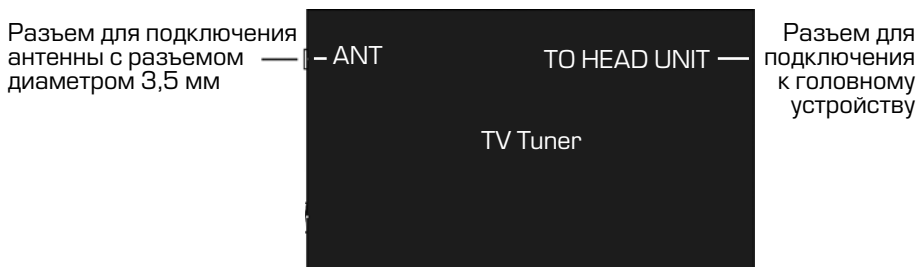 Разъем для подключения
антенны с разъемом
диаметром 3,5 мм
ANT
TO HEAD UNIT
TV Tuner
Разъем для
подключения
к головному
устройству